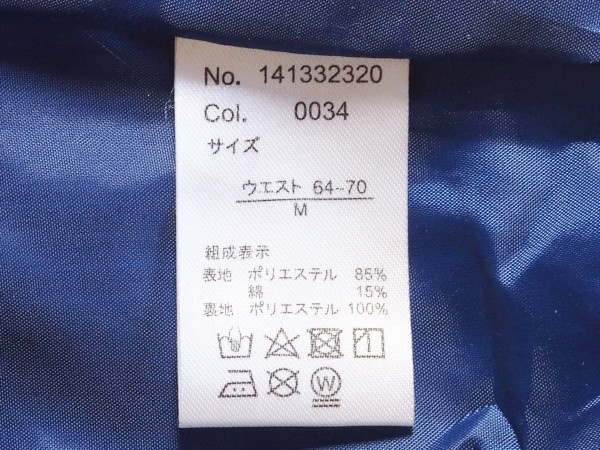 No. 141332320
Col. 0034
サイズ
ウエスト 64~70
M
組成表示
表地 ポリエステル 85%
綿 15%
裏地 ポリエステル 100%
W